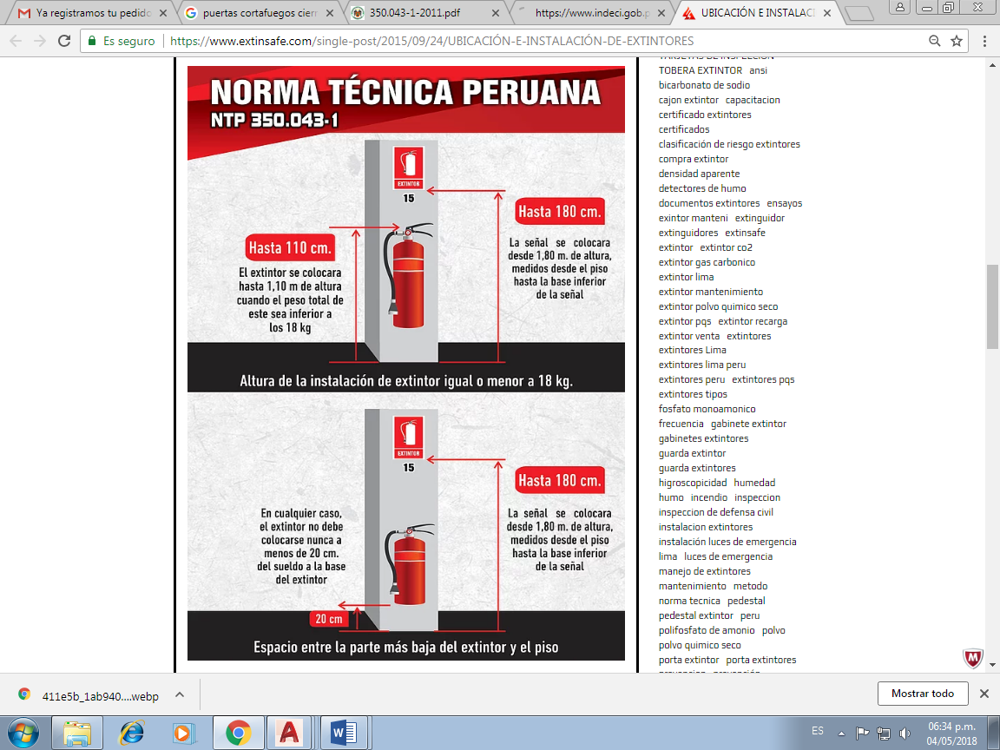 Ya registramos tu pedido
puertas cortafuegos cierr
350.043-1-2011.pdf
https://www.indeci.gob.p
UBICACIÓN E INSTALACI
Es seguro
https://www.extinsafe.com/single-post/2015/09/24/UBICACIÓN-E-INSTALACIÓN-DE-EXTINTORES
NORMA TÉCNICA PERUANA
NTP 350.043-1
EXTINTOR
15
Hasta 180 cm.
La señal se colocara
desde 1,80 m. de altura,
medidos desde el piso
hasta la base inferior
de la señal
Hasta 110 cm.
El extintor se colocara
hasta 1,10 m de altura
cuando el peso total de
este sea inferior a
los 18 kg
Altura de la instalación de extintor igual o menor a 18 kg.
EXTINTOR
15
Hasta 180 cm.
La señal se colocara
desde 1,80 m. de altura,
medidos desde el piso
hasta la base inferior
de la señal
En cualquier caso,
el extintor no debe
colocarse nunca a
menos de 20 cm.
del sueldo a la base
del extintor
20 cm
Espacio entre la parte más baja del extintor y el piso
TARJETAS DE INSPECCION
TOBERA EXTINTOR ansi
bicarbonato de sodio
cajon extintor capacitacion
certificado extintores
certificados
clasificación de riesgo extintores
compra extintor
densidad aparente
detectores de humo
documentos extintores ensayos
exintor manteni extinguidor
extinguidores extinsafe
extintor extintor co2
extintor gas carbonico
extintor lima
extintor mantenimiento
extintor polvo quimico seco
extintor pqs extintor recarga
extintor venta extintores
extintores Lima
extintores lima peru
extintores peru extintores pqs
extintores tipos
fosfato monoamonico
frecuencia gabinete extintor
gabinetes extintores
guarda extintor
guarda extintores
higroscopicidad humedad
humo incendio inspeccion
inspeccion de defensa civil
instalacion extintores
instalación luces de emergencia
lima luces de emergencia
manejo de extintores
mantenimiento metodo
norma tecnica pedestal
pedestal extintor peru
polifosfato de amonio polvo
polvo quimico seco
porta extintor porta extintores
prevencion prevención
411e5b_1ab940....webp
Mostrar todo
ES
06:34 p.m.
04/05/2018